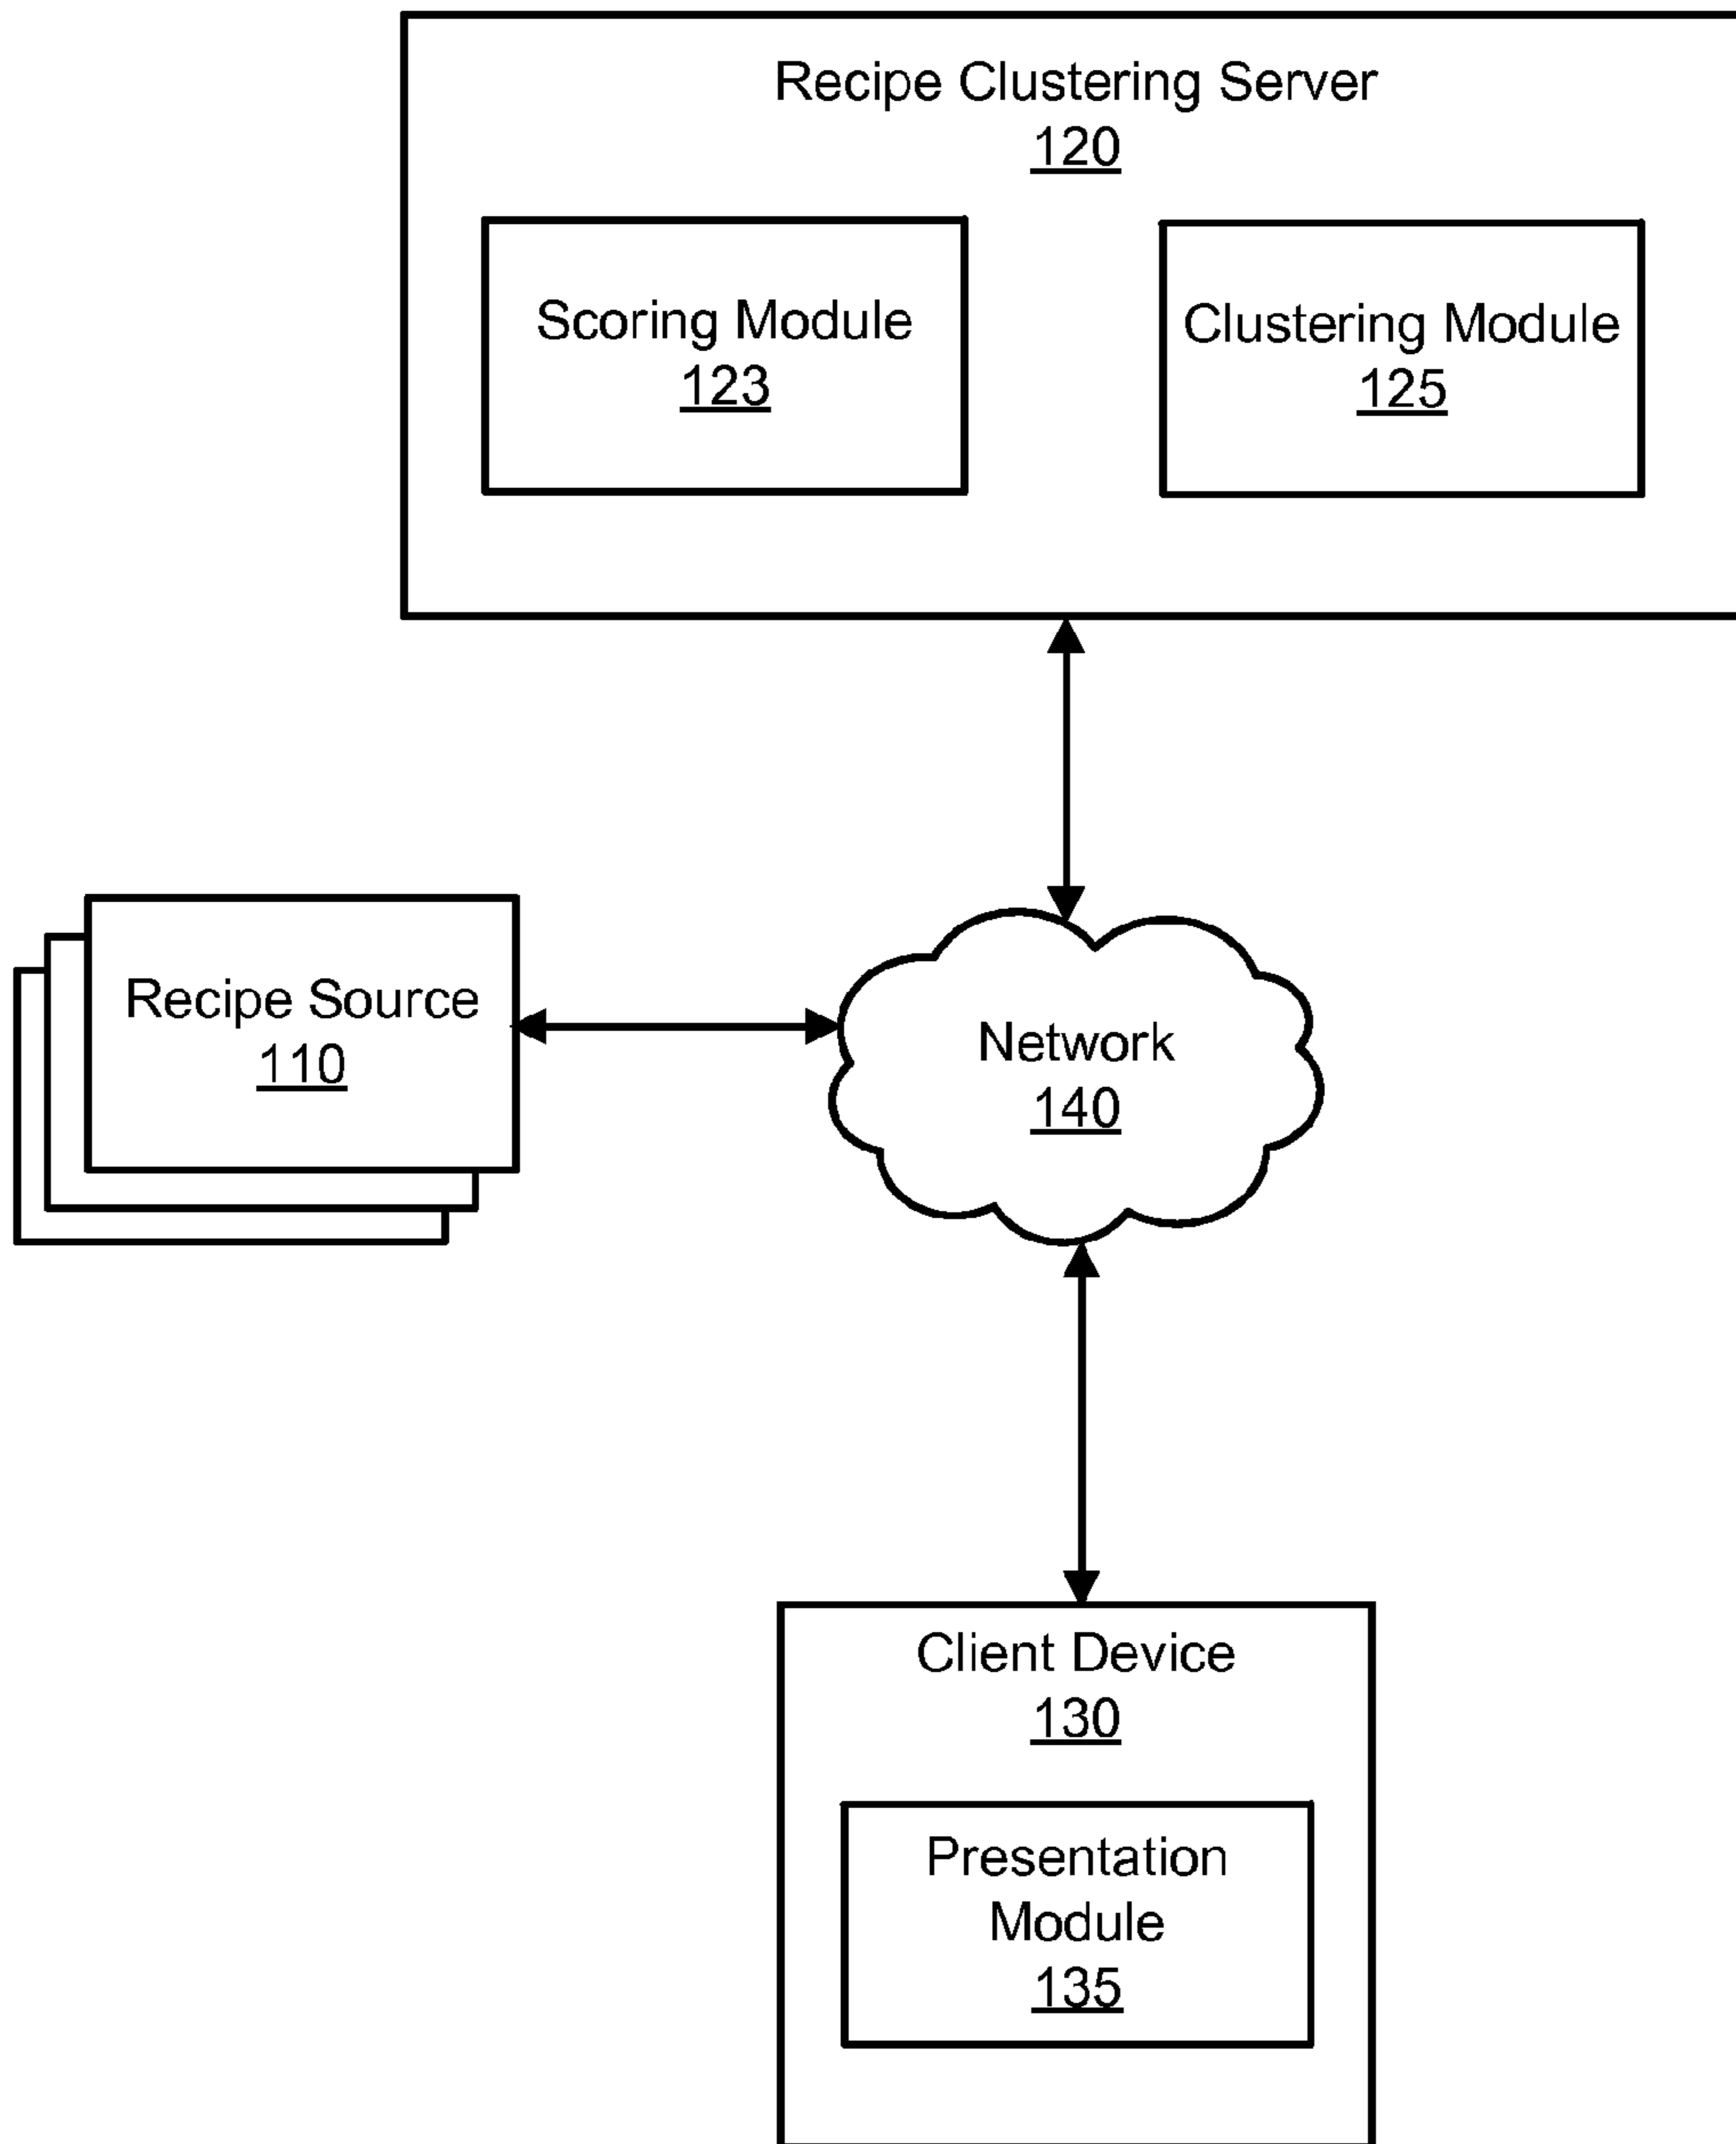 Recipe Clustering Server
120
Scoring Module
123
Clustering Module
125
Recipe Source
110
Network
140
Client Device
130
Presentation
Module
135